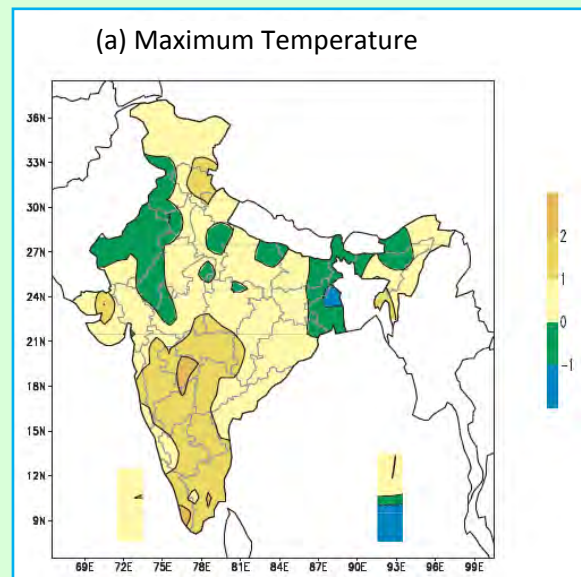 (a) Maximum Temperature
36N
33N
30N
27N
24N
21N
18N
15N
12N
9N
69E 72E 75E 78E 81E 84E 87E 90E 93E 96E 99E
2
1
0
-1